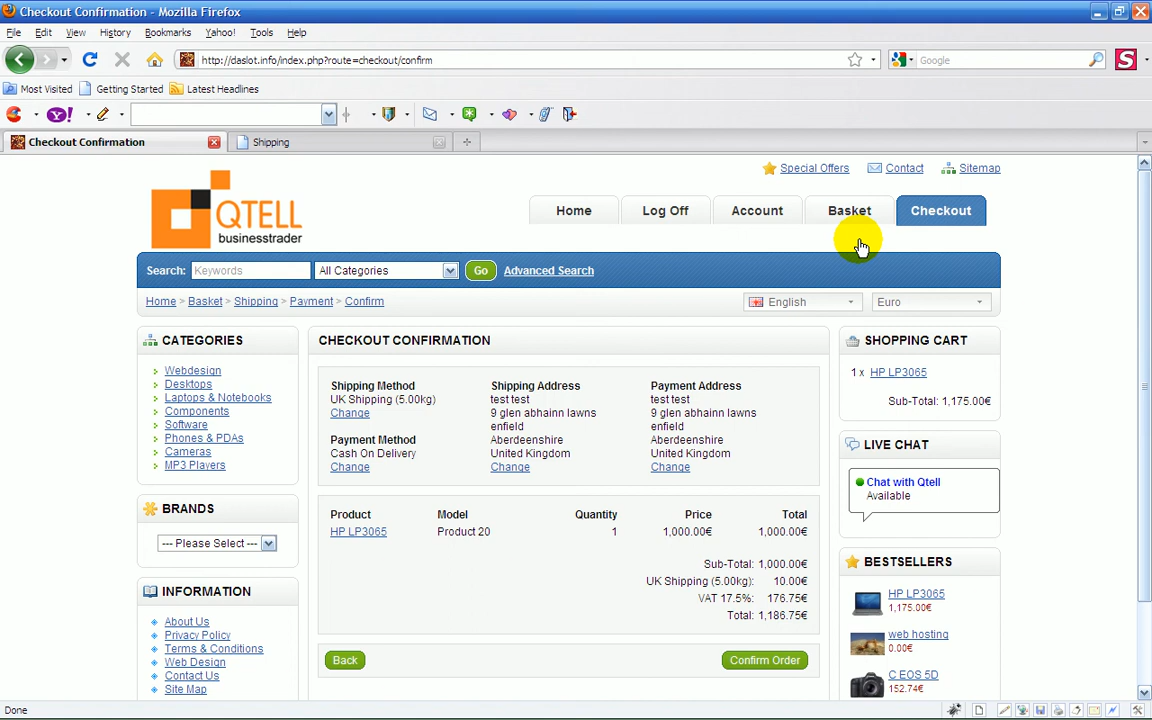 Checkout Confirmation - Mozilla Firefox
File Edit View History Bookmarks Yahoo! Tools Help
http://daslot.info/index.php?route=checkout/confirm
Google
S
Most Visited Getting Started Latest Headlines
Y!
Checkout Confirmation Shipping
Special Offers Contact Sitemap
QTELL
businesstrader
Home Log Off Account Basket Checkout
Search: Keywords All Categories Go Advanced Search
Home > Basket > Shipping > Payment > Confirm
English Euro
CATEGORIES
Webdesign
Desktops
Laptops & Notebooks
Components
Software
Phones & PDAs
Cameras
MP3 Players
BRANDS
--- Please Select ---
INFORMATION
About Us
Privacy Policy
Terms & Conditions
Web Design
Contact Us
Site Map
CHECKOUT CONFIRMATION
Shipping Method
UK Shipping (5.00kg)
Change
Payment Method
Cash On Delivery
Change
Shipping Address
test test
9 glen abhainn lawns
enfield
Aberdeenshire
United Kingdom
Change
Payment Address
test test
9 glen abhainn lawns
enfield
Aberdeenshire
United Kingdom
Change
Product Model Quantity Price Total
HP LP3065 Product 20 1 1,000.00€ 1,000.00€
Sub-Total: 1,000.00€
UK Shipping (5.00kg): 10.00€
VAT 17.5%: 176.75€
Total: 1,186.75€
Back Confirm Order
SHOPPING CART
1 x HP LP3065
Sub-Total: 1,175.00€
LIVE CHAT
Chat with Qtell
Available
BESTSELLERS
HP LP3065
1,175.00€
web hosting
0.00€
C EOS 5D
152.74€
Done